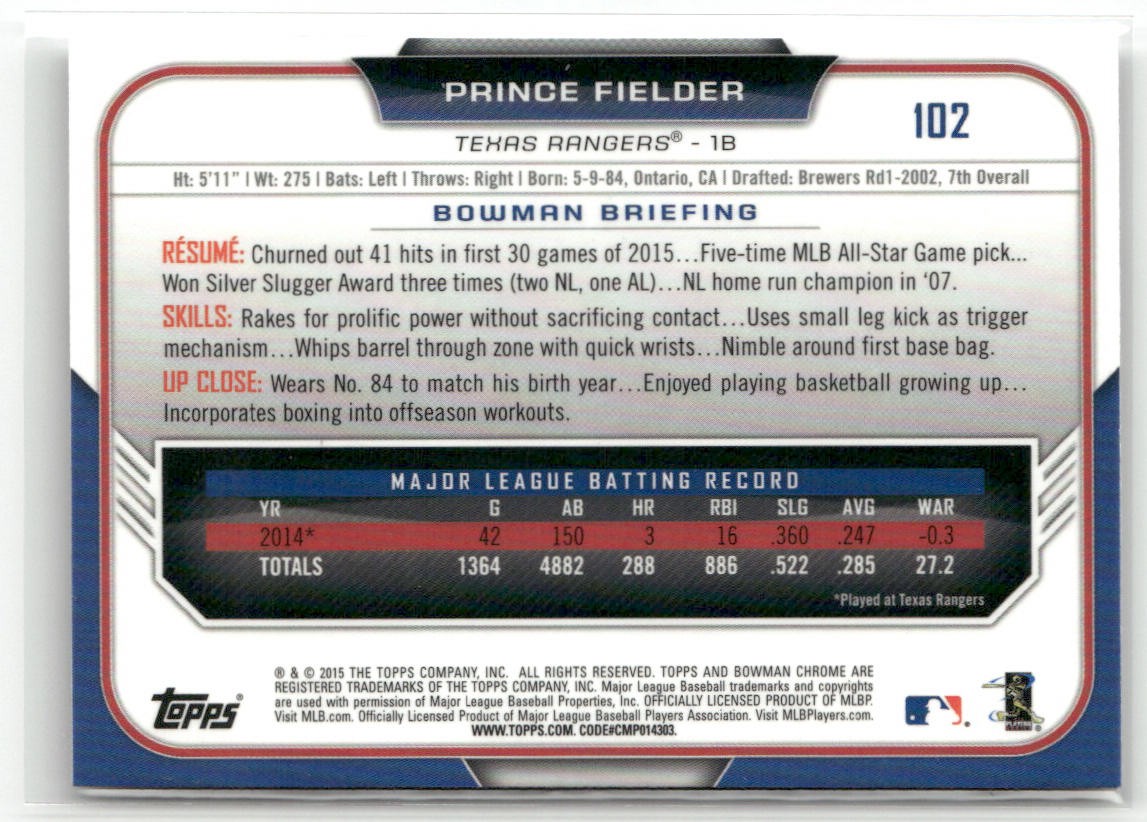 PRINCE FIELDER
102
TEXAS RANGERS® - 1B
Ht: 5'11" | Wt: 275 | Bats: Left | Throws: Right | Born: 5-9-84, Ontario, CA | Drafted: Brewers Rd1-2002, 7th Overall
BOWMAN BRIEFING
RÉSUMÉ: Churned out 41 hits in first 30 games of 2015...Five-time MLB All-Star Game pick...
Won Silver Slugger Award three times (two NL, one AL)...NL home run champion in ‘07.
SKILLS: Rakes for prolific power without sacrificing contact...Uses small leg kick as trigger
mechanism...Whips barrel through zone with quick wrists...Nimble around first base bag.
UP CLOSE: Wears No. 84 to match his birth year...Enjoyed playing basketball growing up...
Incorporates boxing into offseason workouts.
MAJOR LEAGUE BATTING RECORD
YR G AB HR RBI SLG AVG WAR
2014* 42 150 3 16 .360 .247 -0.3
TOTALS 1364 4882 288 886 .522 .285 27.2
*Played at Texas Rangers
® & © 2015 THE TOPPS COMPANY, INC. ALL RIGHTS RESERVED. TOPPS AND BOWMAN CHROME ARE
REGISTERED TRADEMARKS OF THE TOPPS COMPANY, INC. Major League Baseball trademarks and copyrights
are used with permission of Major League Baseball Properties, Inc. OFFICIALLY LICENSED PRODUCT OF MLBP.
Visit MLB.com. Officially Licensed Product of Major League Baseball Players Association. Visit MLBPlayers.com.
WWW.TOPPS.COM. CODE#CMP014303.
Topps®